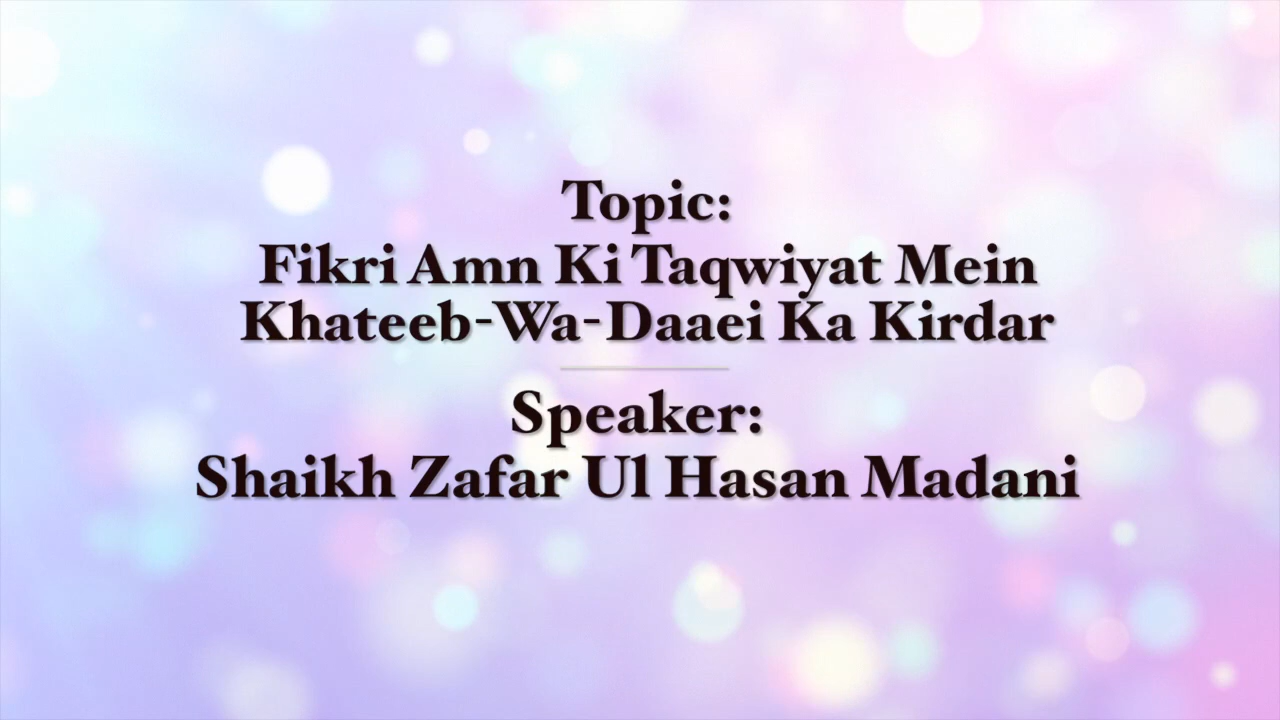 Topic:
Fikri Amn Ki Taqwiyat Mein
Khateeb-Wa-Daaei Ka Kirdar
Speaker:
Shaikh Zafar Ul Hasan Madani